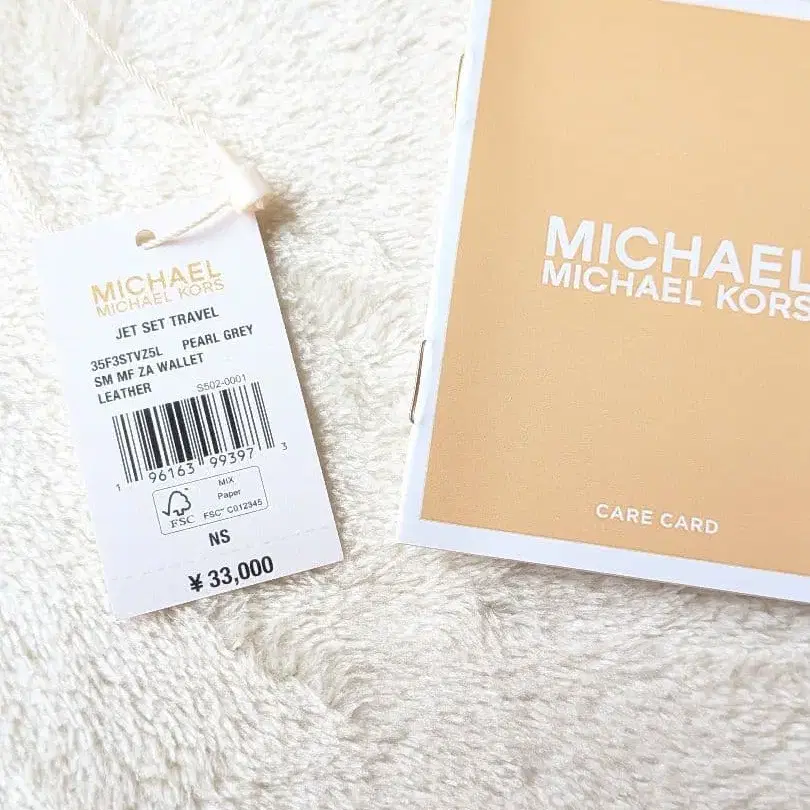 MICHAEL
MICHAEL KORS
JET SET TRAVEL
35F3STVZ5L PEARL GREY
SM MF ZA WALLET
LEATHER
S502-0001
1 96163 99397 3
FSC
MIX
Paper
FSC™ C012345
NS
¥ 33,000
MICHAEL
MICHAEL KORS
CARE CARD